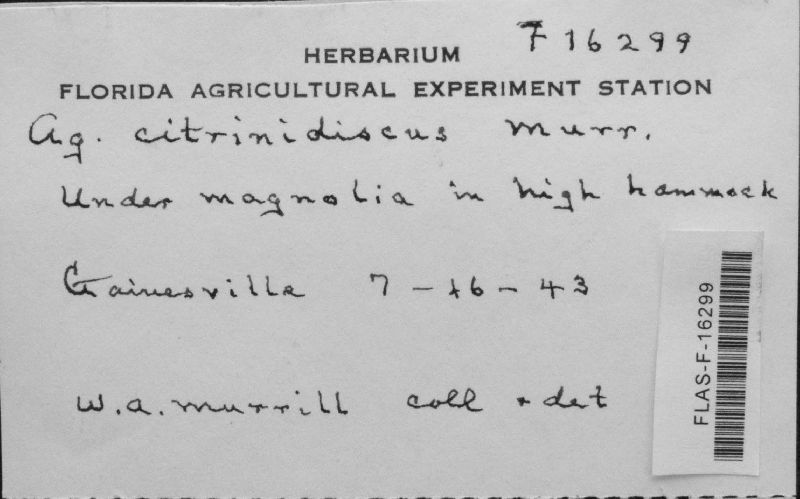 F 16299
HERBARIUM
FLORIDA AGRICULTURAL EXPERIMENT STATION
Ag. citrinidiscus Murr.
Under magnolia in high hammock
Gainesville 7-16-43
W.A. Murrill coll + det
FLAS-F-16299